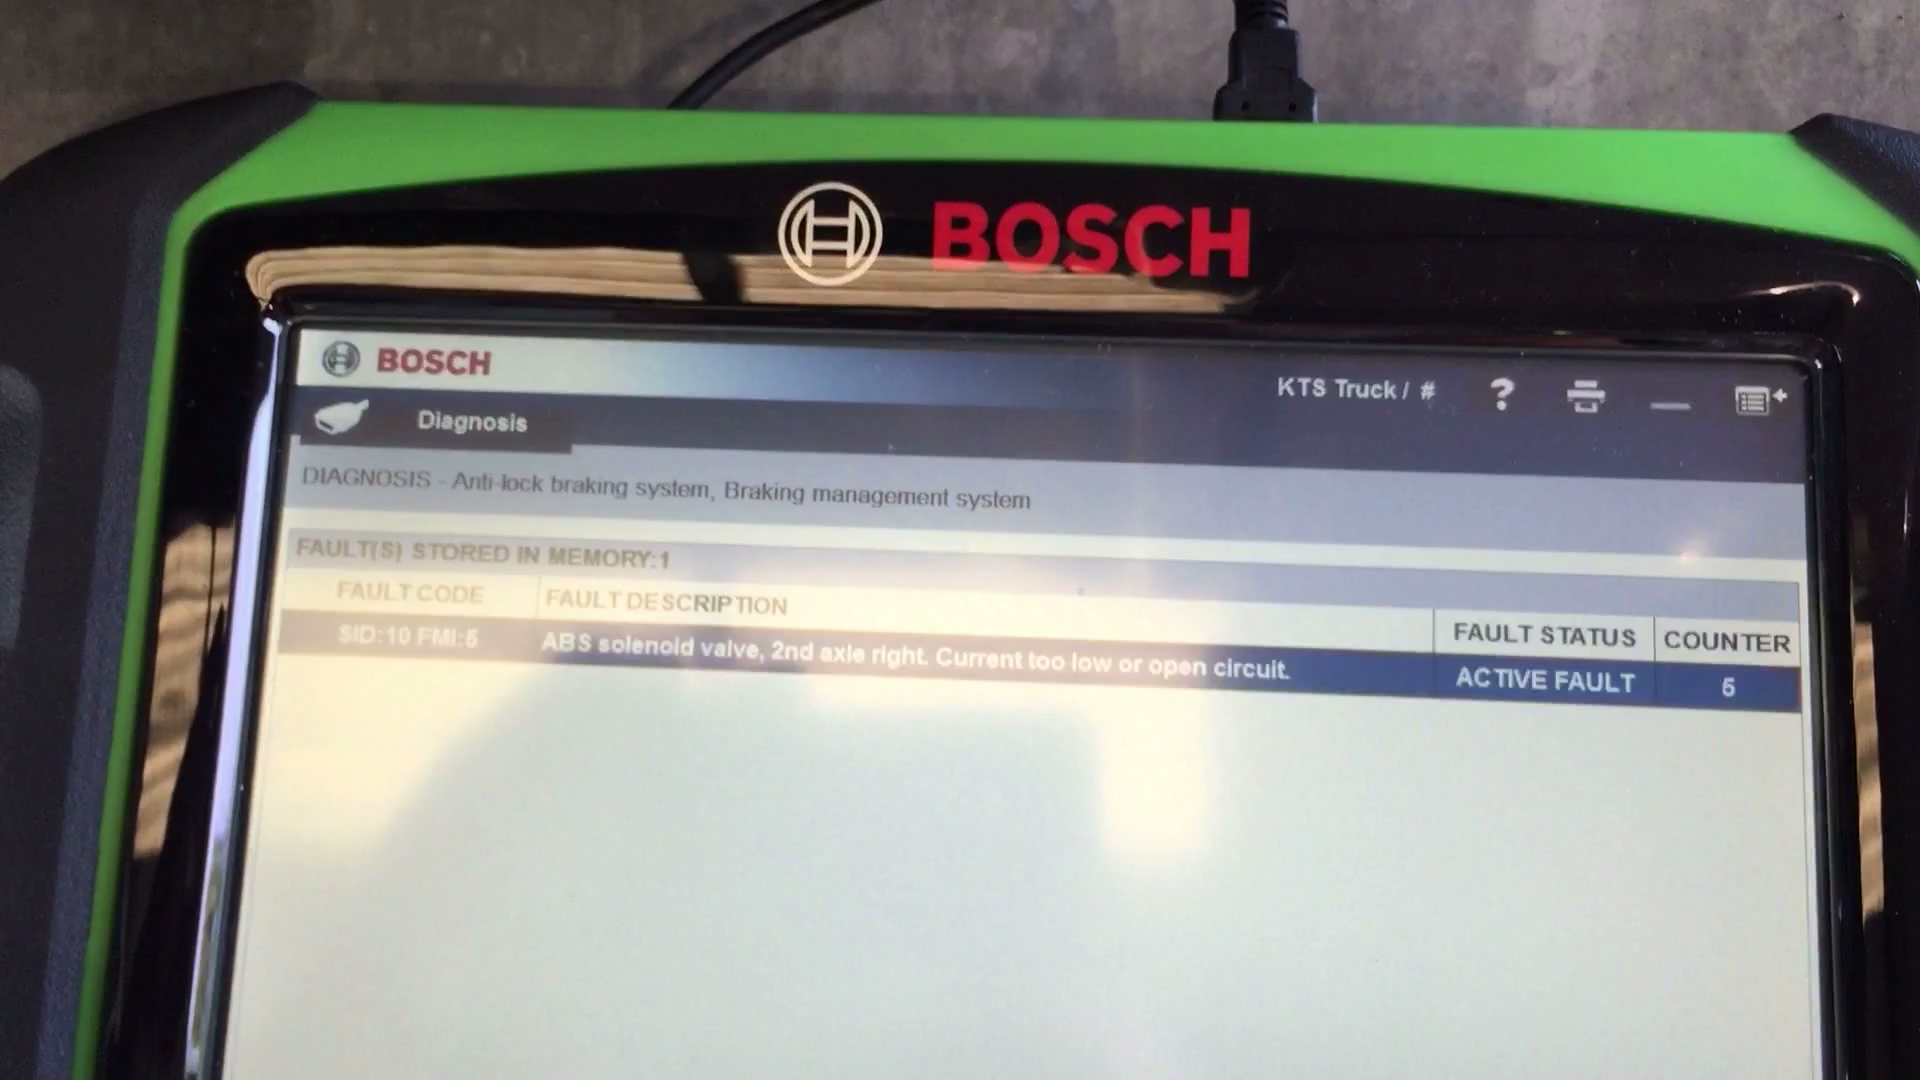 BOSCH
BOSCH
KTS Truck / #
Diagnosis
DIAGNOSIS - Anti-lock braking system, Braking management system
FAULT(S) STORED IN MEMORY:1
FAULT CODE FAULT DESCRIPTION FAULT STATUS COUNTER
SID:10 FMI:5 ABS solenoid valve, 2nd axle right. Current too low or open circuit. ACTIVE FAULT